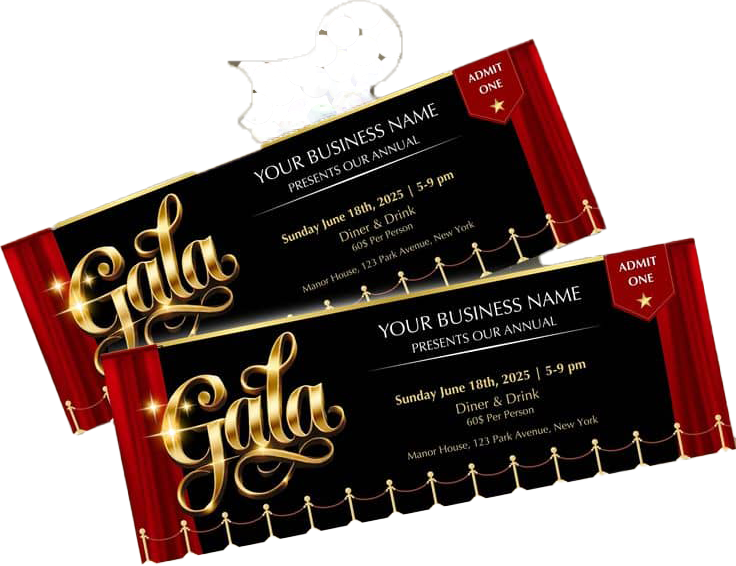 ADMIT
ONE
YOUR BUSINESS NAME
PRESENTS OUR ANNUAL
Gala
Sunday June 18th, 2025 | 5-9 pm
Diner & Drink
60$ Per Person
Manor House, 123 Park Avenue, New York
ADMIT
ONE
YOUR BUSINESS NAME
PRESENTS OUR ANNUAL
Gala
Sunday June 18th, 2025 | 5-9 pm
Diner & Drink
60$ Per Person
Manor House, 123 Park Avenue, New York